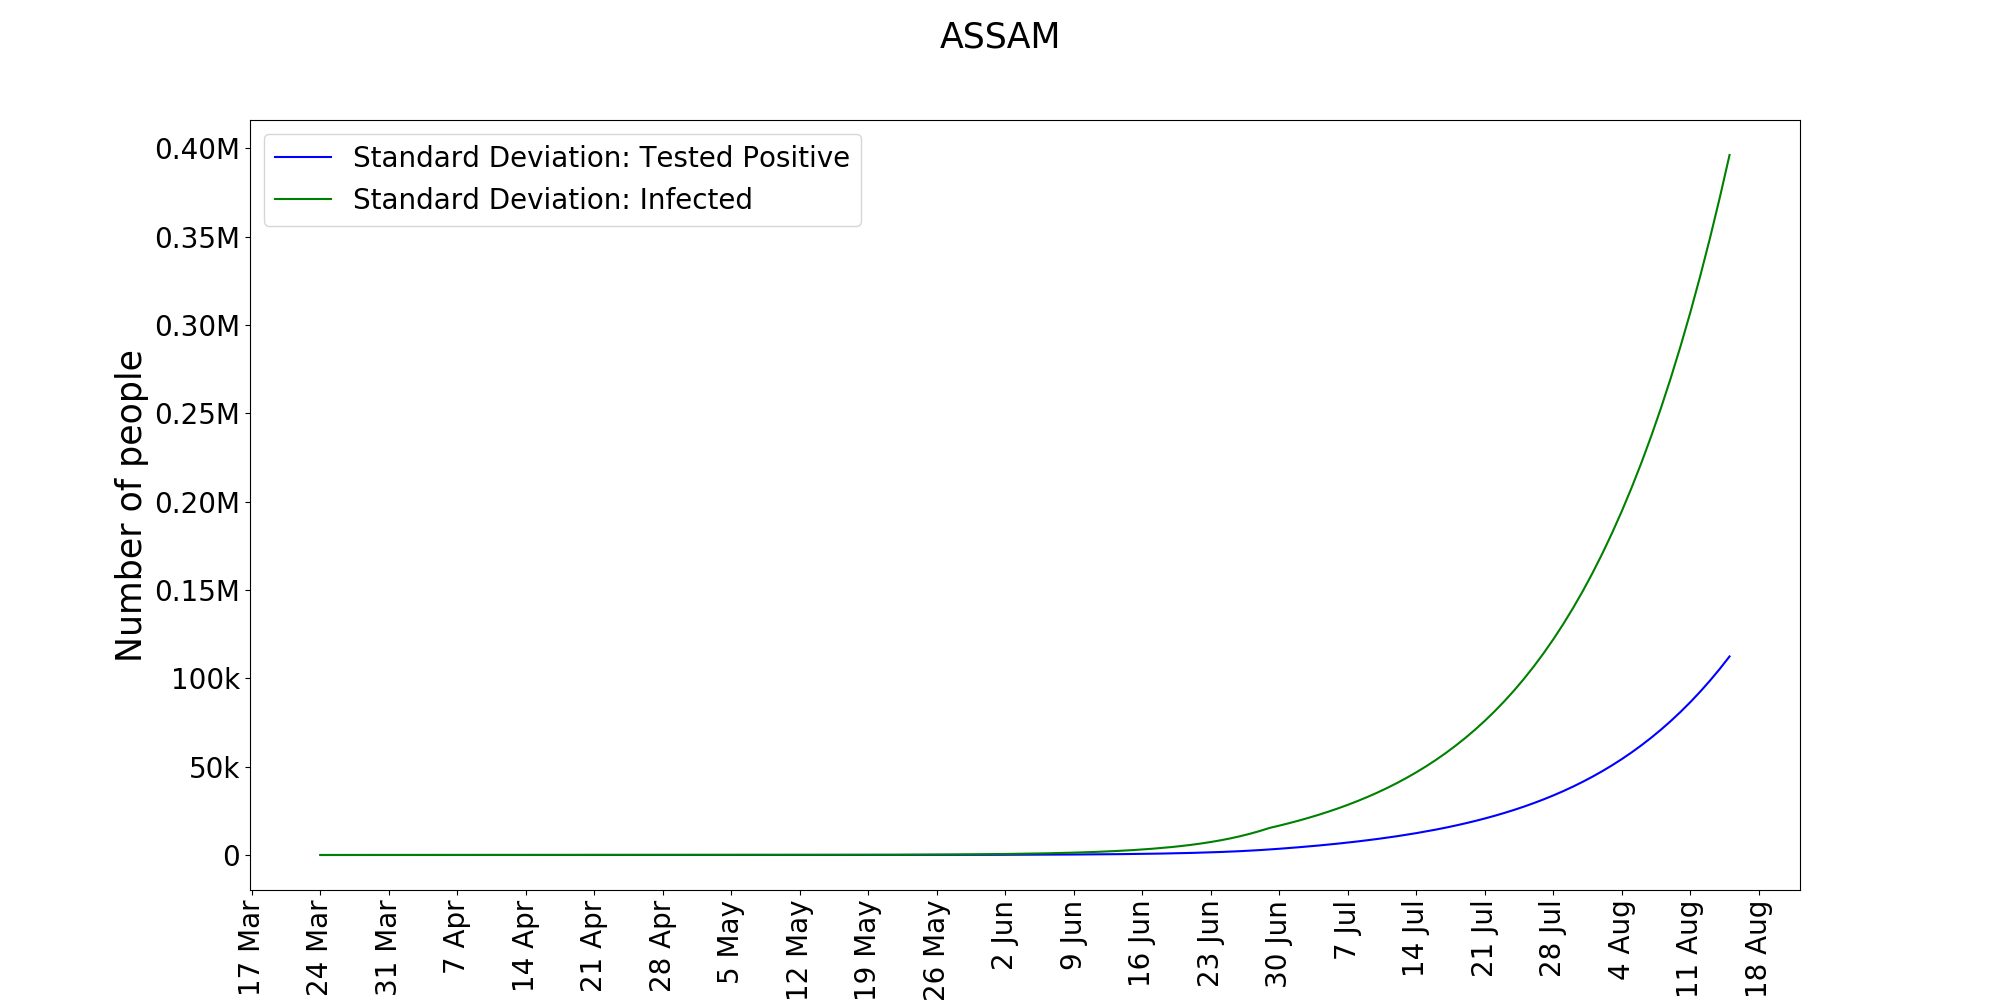 ASSAM
Standard Deviation: Tested Positive
Standard Deviation: Infected
Number of people
0.40M
0.35M
0.30M
0.25M
0.20M
0.15M
100k
50k
0
17 Mar
24 Mar
31 Mar
7 Apr
14 Apr
21 Apr
28 Apr
5 May
12 May
19 May
26 May
2 Jun
9 Jun
16 Jun
23 Jun
30 Jun
7 Jul
14 Jul
21 Jul
28 Jul
4 Aug
11 Aug
18 Aug